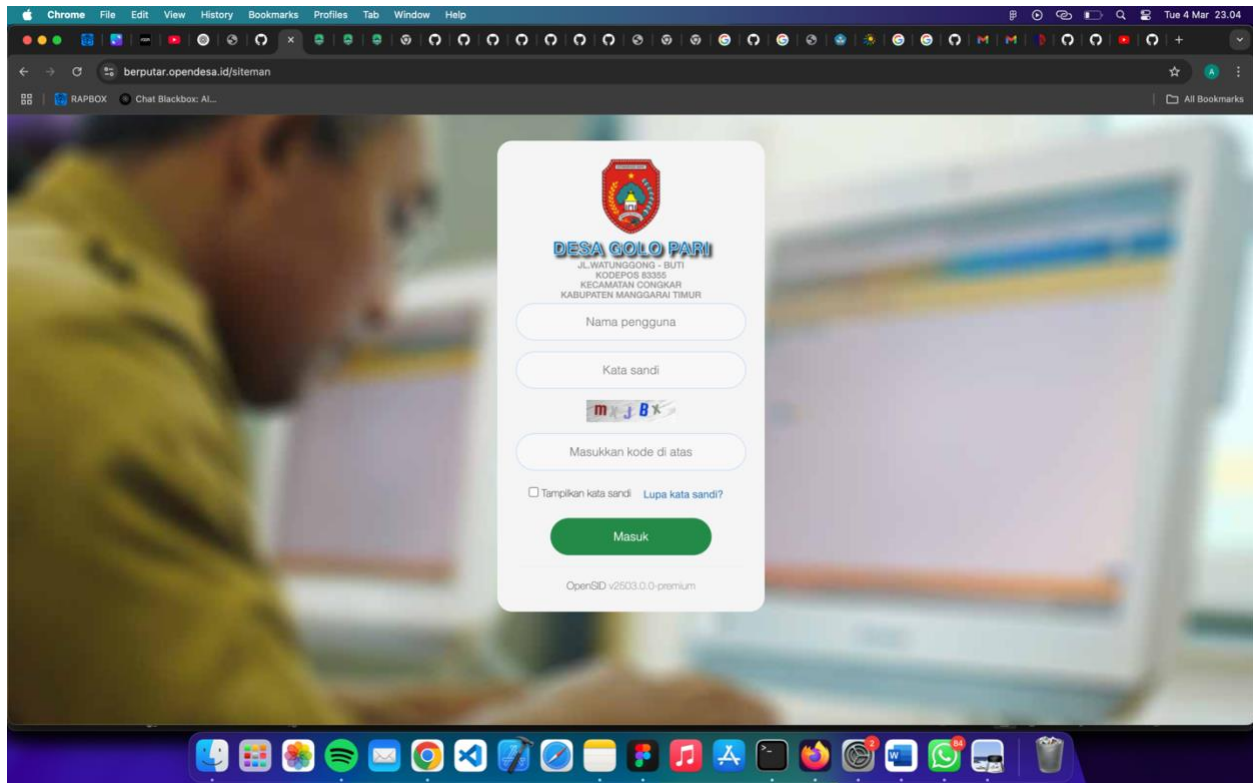 Chrome File Edit View History Bookmarks Profiles Tab Window Help
Tue 4 Mar 23.04
berputar.opendesa.id/siteman
A
RAPBOX
Chat Blackbox: AI...
All Bookmarks
DESA GOLO PARI
JL.WATUNGGONG - BUTI
KODEPOS 83355
KECAMATAN CONGKAR
KABUPATEN MANGGARAI TIMUR
Nama pengguna
Kata sandi
Masukkan kode di atas
Tampilkan kata sandi
Lupa kata sandi?
Masuk
OpenSID v2503.0.0-premium
2
84